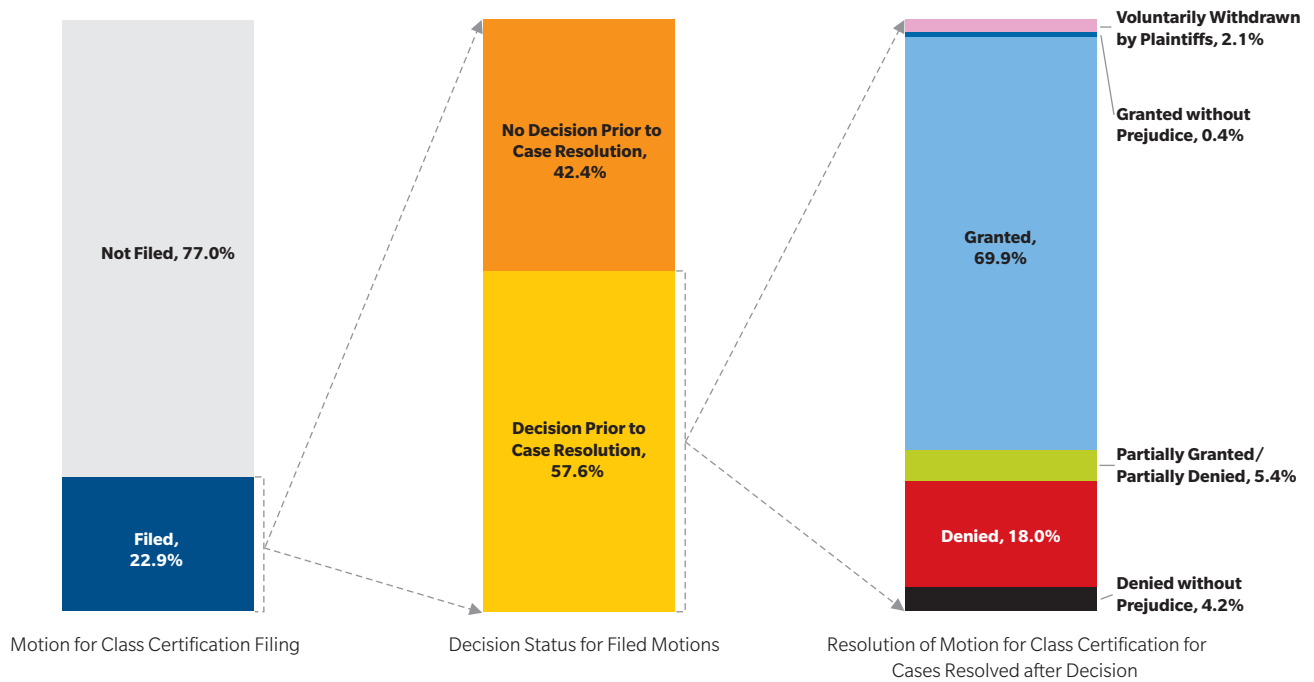 Not Filed, 77.0%
Filed,
22.9%
Motion for Class Certification Filing
No Decision Prior to
Case Resolution,
42.4%
Decision Prior to
Case Resolution,
57.6%
Decision Status for Filed Motions
Voluntarily Withdrawn
by Plaintiffs, 2.1%
Granted without
Prejudice, 0.4%
Granted,
69.9%
Partially Granted/
Partially Denied, 5.4%
Denied, 18.0%
Denied without
Prejudice, 4.2%
Resolution of Motion for Class Certification for
Cases Resolved after Decision